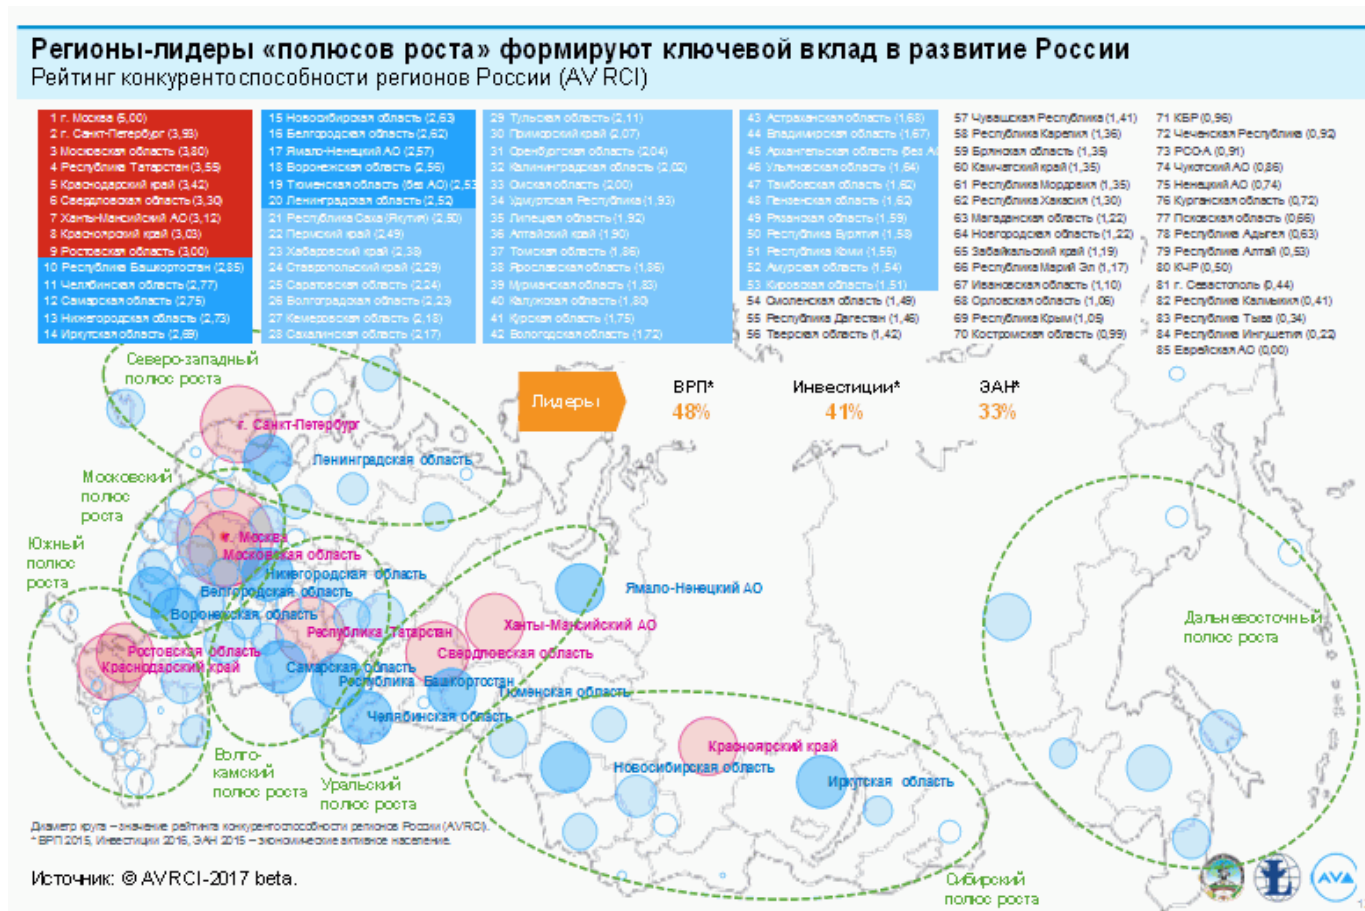 Регионы-лидеры «полюсов роста» формируют ключевой вклад в развитие России
Рейтинг конкурентоспособности регионов России (AV RCI)
1 г. Москва (5,00)
2 г. Санкт-Петербург (3,93)
3 Московская область (3,80)
4 Республика Татарстан (3,55)
5 Краснодарский край (3,42)
6 Свердловская область (3,30)
7 Ханты-Мансийский АО (3,12)
8 Красноярский край (3,03)
9 Ростовская область (3,00)
10 Республика Башкортостан (2,85)
11 Челябинская область (2,77)
12 Самарская область (2,75)
13 Нижегородская область (2,73)
14 Иркутская область (2,69)
15 Новосибирская область (2,63)
16 Белгородская область (2,62)
17 Ямало-Ненецкий АО (2,57)
18 Воронежская область (2,56)
19 Тюменская область (без АО) (2,53
20 Ленинградская область (2,52)
21 Республика Саха (Якутия) (2,50)
22 Пермский край (2,49)
23 Хабаровский край (2,38)
24 Ставропольский край (2,29)
25 Саратовская область (2,24)
26 Волгоградская область (2,23)
27 Кемеровская область (2,18)
28 Сахалинская область (2,17)
29 Тульская область (2,11)
30 Приморский край (2,07)
31 Оренбургская область (2,04)
32 Калининградская область (2,02)
33 Омская область (2,00)
34 Удмуртская Республика (1,93)
35 Липецкая область (1,92)
36 Алтайский край (1,90)
37 Томская область (1,86)
38 Ярославская область (1,86)
39 Мурманская область (1,83)
40 Калужская область (1,80)
41 Курская область (1,75)
42 Вологодская область (1,72)
43 Астраханская область (1,68)
44 Владимирская область (1,67)
45 Архангельская область (без АО
46 Ульяновская область (1,64)
47 Тамбовская область (1,62)
48 Пензенская область (1,62)
49 Рязанская область (1,59)
50 Республика Бурятия (1,58)
51 Республика Коми (1,55)
52 Амурская область (1,54)
53 Кировская область (1,51)
54 Смоленская область (1,49)
55 Республика Дагестан (1,46)
56 Тверская область (1,42)
57 Чувашская Республика (1,41)
58 Республика Карелия (1,36)
59 Брянская область (1,35)
60 Камчатский край (1,35)
61 Республика Мордовия (1,35)
62 Республика Хакасия (1,30)
63 Магаданская область (1,22)
64 Новгородская область (1,22)
65 Забайкальский край (1,19)
66 Республика Марий Эл (1,17)
67 Ивановская область (1,10)
68 Орловская область (1,06)
69 Республика Крым (1,05)
70 Костромская область (0,99)
71 КБР (0,96)
72 Чеченская Республика (0,92)
73 РСО-А (0,91)
74 Чукотский АО (0,86)
75 Ненецкий АО (0,74)
76 Курганская область (0,72)
77 Псковская область (0,66)
78 Республика Адыгея (0,63)
79 Республика Алтай (0,53)
80 КЧР (0,50)
81 г. Севастополь (0,44)
82 Республика Калмыкия (0,41)
83 Республика Тыва (0,34)
84 Республика Ингушетия (0,22)
85 Еврейская АО (0,00)
Лидеры
ВРП*
48%
Инвестиции*
41%
ЭАН*
33%
Северо-западный
полюс роста
г. Санкт-Петербург
Ленинградская область
Московский
полюс
роста
г. Москва
Московская область
Южный
полюс
роста
Нижегородская область
Белгородская область
Воронежская область
Ямало-Ненецкий АО
Ханты-Мансийский АО
Республика Татарстан
Ростовская область
Краснодарский край
Свердловская область
Самарская область
Республика Башкортостан
Тюменская область
Челябинская область
Дальневосточный
полюс роста
Волго-
камский
полюс роста
Уральский
полюс роста
Красноярский край
Новосибирская область
Иркутская область
Сибирский
полюс роста
Диаметр круга – значение рейтинга конкурентоспособности регионов России (AVRCI).
* ВРП 2015, Инвестиции 2016, ЭАН 2015 – экономические активное население.
Источник: © AVRCI-2017 beta.
AVA
1